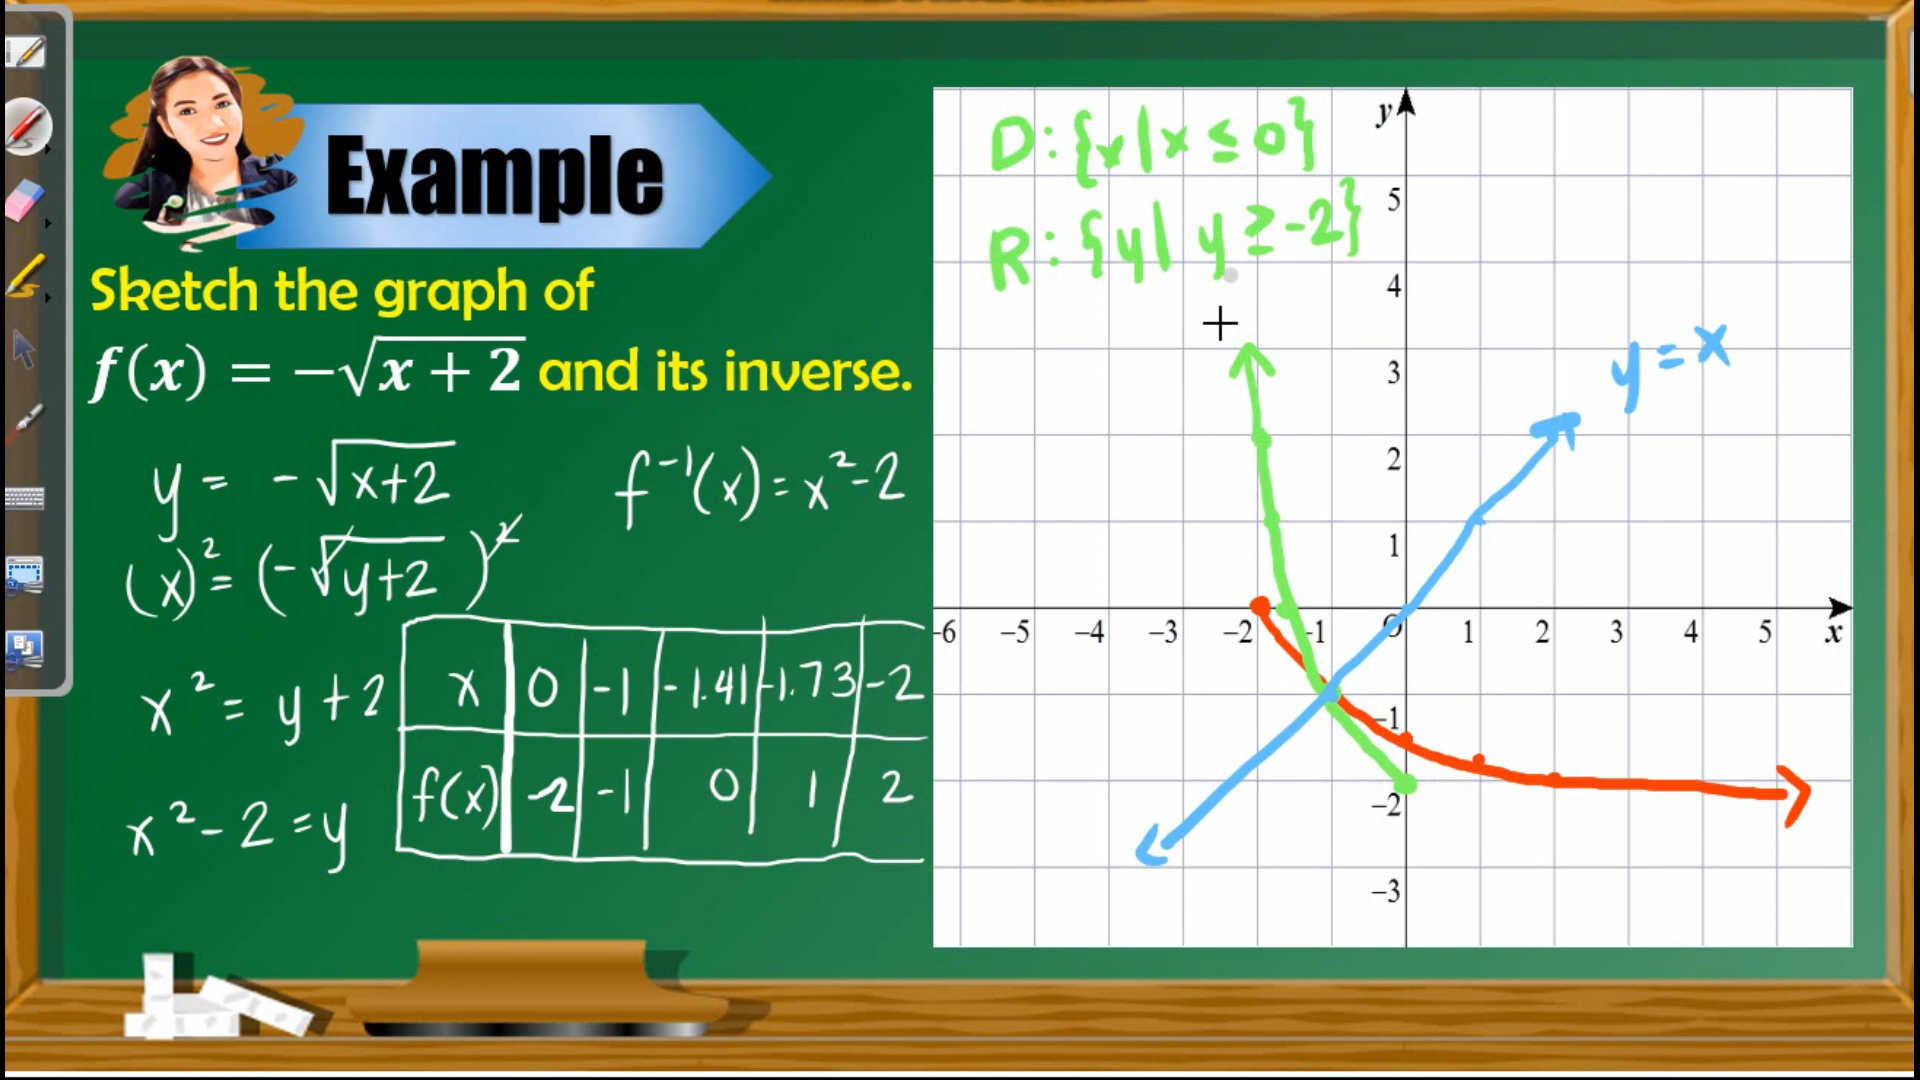 Example
Sketch the graph of
f(x) = −√x + 2 and its inverse.
y = -√x+2
(x)² = (-√y+2)²
x² = y + 2
x² - 2 = y
f⁻¹(x) = x² - 2
x 0 -1 -1.41 -1.73 -2
f(x) -2 -1 0 1 2
D: {x | x ≤ 0}
R: {y | y ≥ -2}
y = x
y
5
4
3
2
1
-6 −5 −4 −3 −2 -1 O 1 2 3 4 5 x
−1
−2
−3